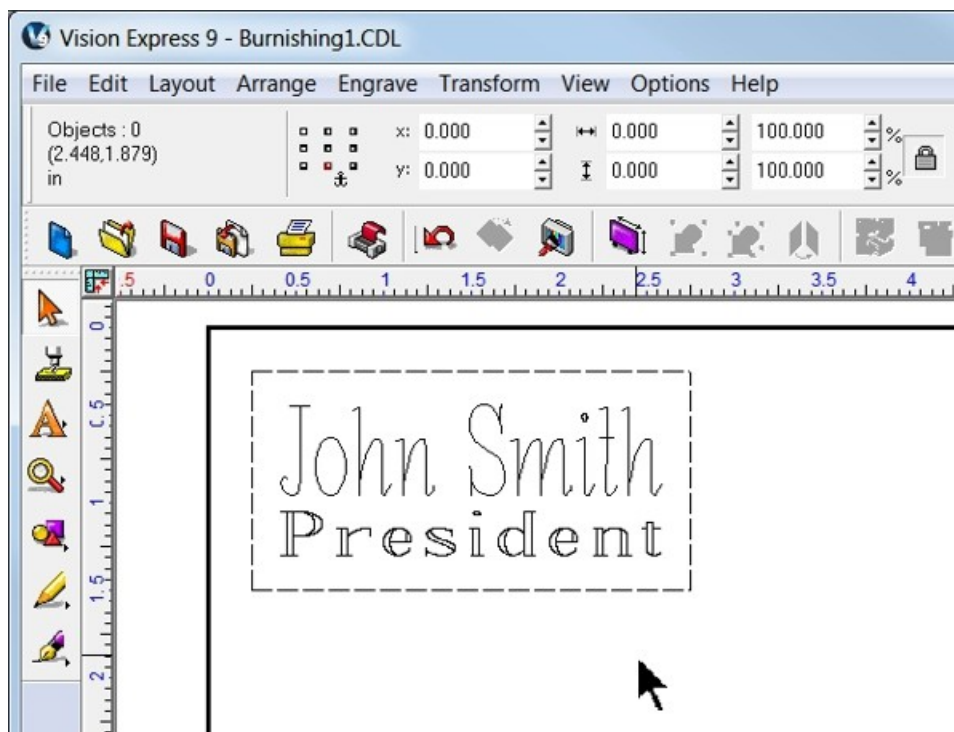 Vision Express 9 - Burnishing1.CDL
File Edit Layout Arrange Engrave Transform View Options Help
Objects : 0
(2.448,1.879)
in
x: 0.000 0.000 100.000 %
y: 0.000 0.000 100.000 %
.5 0 0.5 1 1.5 2 2.5 3 3.5 4
0
0.5
1
1.5
2
John Smith
President